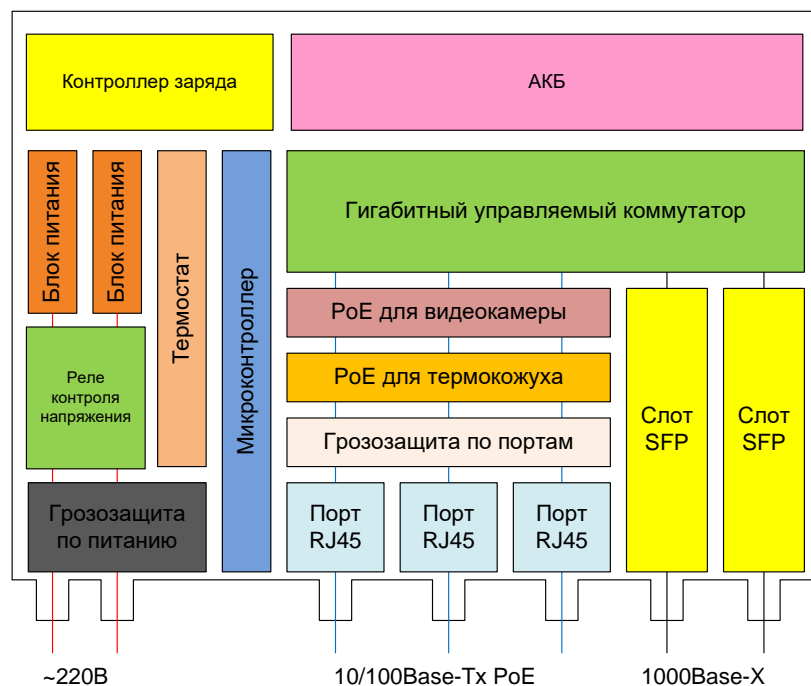 Контроллер заряда
АКБ
Блок питания
Блок питания
Термостат
Микроконтроллер
Гигабитный управляемый коммутатор
PoE для видеокамеры
PoE для термокожуха
Грозозащита по портам
Реле
контроля
напряжения
Слот
SFP
Слот
SFP
Грозозащита
по питанию
Порт
RJ45
Порт
RJ45
Порт
RJ45
~220В
10/100Base-Tx PoE
1000Base-X